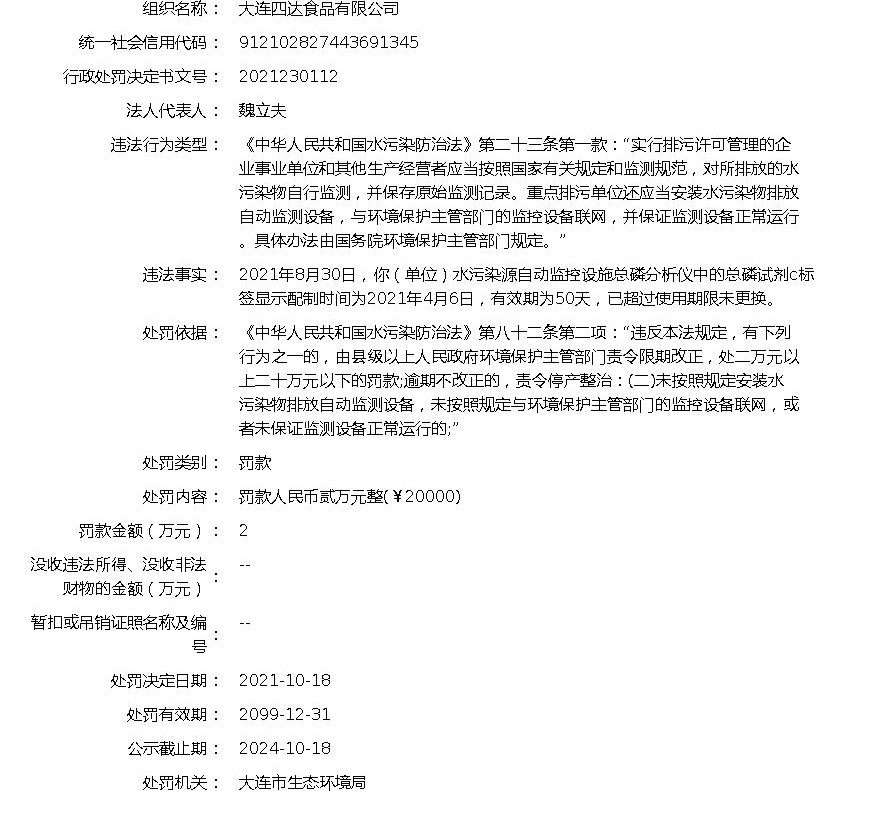 组织名称： 大连四达食品有限公司
统一社会信用代码： 912102827443691345
行政处罚决定书文号： 2021230112
法人代表人： 魏立夫
违法行为类型： 《中华人民共和国水污染防治法》第二十三条第一款：“实行排污许可管理的企
业事业单位和其他生产经营者应当按照国家有关规定和监测规范，对所排放的水
污染物自行监测，并保存原始监测记录。重点排污单位还应当安装水污染物排放
自动监测设备，与环境保护主管部门的监控设备联网，并保证监测设备正常运行
。具体办法由国务院环境保护主管部门规定。”
违法事实： 2021年8月30日，你（单位）水污染源自动监控设施总磷分析仪中的总磷试剂c标
签显示配制时间为2021年4月6日，有效期为50天，已超过使用期限未更换。
处罚依据： 《中华人民共和国水污染防治法》第八十二条第二项：“违反本法规定，有下列
行为之一的，由县级以上人民政府环境保护主管部门责令限期改正，处二万元以
上二十万元以下的罚款;逾期不改正的，责令停产整治：(二)未按照规定安装水
污染物排放自动监测设备，未按照规定与环境保护主管部门的监控设备联网，或
者未保证监测设备正常运行的;”
处罚类别： 罚款
处罚内容： 罚款人民币贰万元整(￥20000)
罚款金额（万元）： 2
没收违法所得、没收非法
财物的金额（万元）： --
暂扣或吊销证照名称及编
号： --
处罚决定日期： 2021-10-18
处罚有效期： 2099-12-31
公示截止期： 2024-10-18
处罚机关： 大连市生态环境局